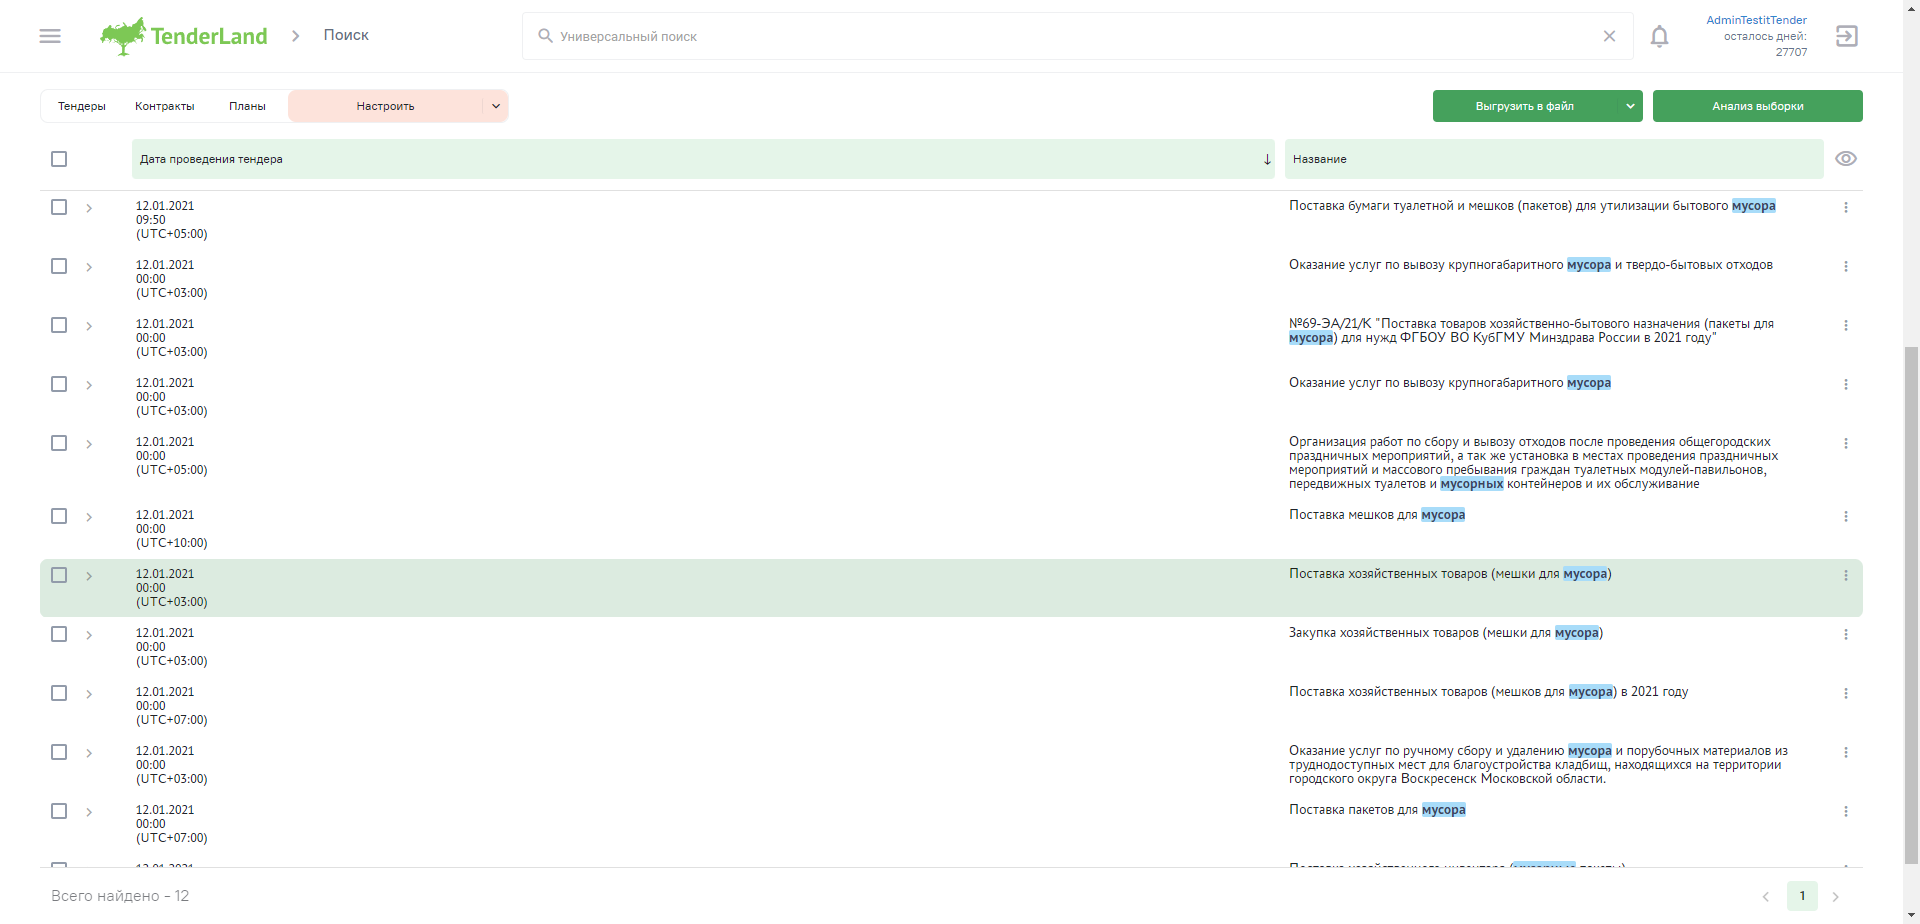 TenderLand
Поиск
Универсальный поиск
AdminTestitTender
осталось дней:
27707
Тендеры Контракты Планы Настроить
Выгрузить в файл Анализ выборки
Дата проведения тендера Название
12.01.2021
09:50
(UTC+05:00)
Поставка бумаги туалетной и мешков (пакетов) для утилизации бытового мусора
12.01.2021
00:00
(UTC+03:00)
Оказание услуг по вывозу крупногабаритного мусора и твердо-бытовых отходов
12.01.2021
00:00
(UTC+03:00)
№69-ЭА/21/К "Поставка товаров хозяйственно-бытового назначения (пакеты для
мусора) для нужд ФГБОУ ВО КубГМУ Минздрава России в 2021 году"
12.01.2021
00:00
(UTC+03:00)
Оказание услуг по вывозу крупногабаритного мусора
12.01.2021
00:00
(UTC+05:00)
Организация работ по сбору и вывозу отходов после проведения общегородских
праздничных мероприятий, а так же установка в местах проведения праздничных
мероприятий и массового пребывания граждан туалетных модулей-павильонов,
передвижных туалетов и мусорных контейнеров и их обслуживание
12.01.2021
00:00
(UTC+10:00)
Поставка мешков для мусора
12.01.2021
00:00
(UTC+03:00)
Поставка хозяйственных товаров (мешки для мусора)
12.01.2021
00:00
(UTC+03:00)
Закупка хозяйственных товаров (мешки для мусора)
12.01.2021
00:00
(UTC+07:00)
Поставка хозяйственных товаров (мешков для мусора) в 2021 году
12.01.2021
00:00
(UTC+03:00)
Оказание услуг по ручному сбору и удалению мусора и порубочных материалов из
труднодоступных мест для благоустройства кладбищ, находящихся на территории
городского округа Воскресенск Московской области.
12.01.2021
00:00
(UTC+07:00)
Поставка пакетов для мусора
Всего найдено - 12
1